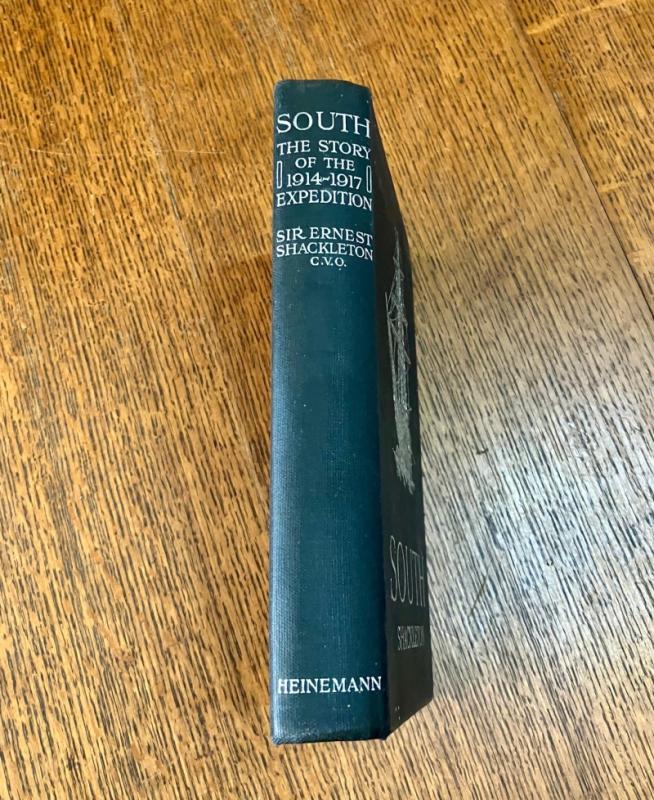 SOUTH
THE STORY
OF THE
1914~1917
EXPEDITION
SIR ERNEST
SHACKLETON
C.V.O.
HEINEMANN
SOUTH
SHACKLETON